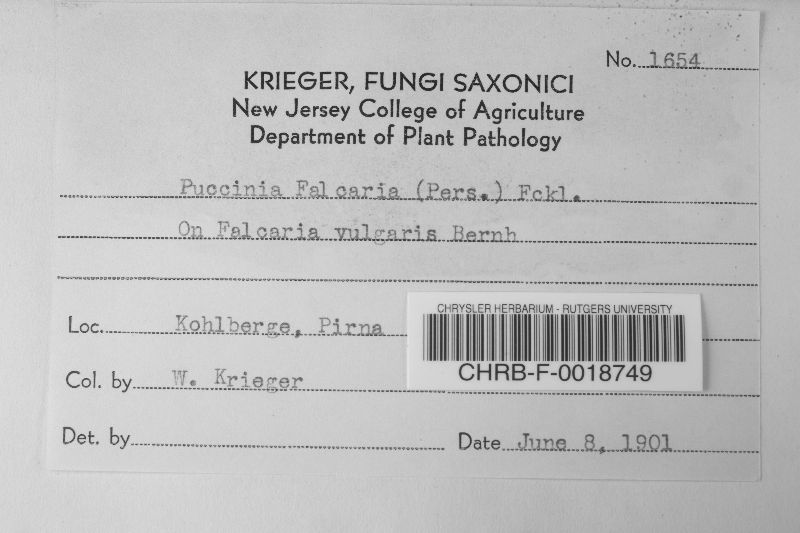 No. 1654
KRIEGER, FUNGI SAXONICI
New Jersey College of Agriculture
Department of Plant Pathology
Puccinia Falcaria (Pers.) Fckl.
On Falcaria vulgaris Bernh
Loc. Kohlberge, Pirna
CHRYSLER HERBARIUM - RUTGERS UNIVERSITY
CHRB-F-0018749
Col. by W. Krieger
Det. by
Date June 8, 1901